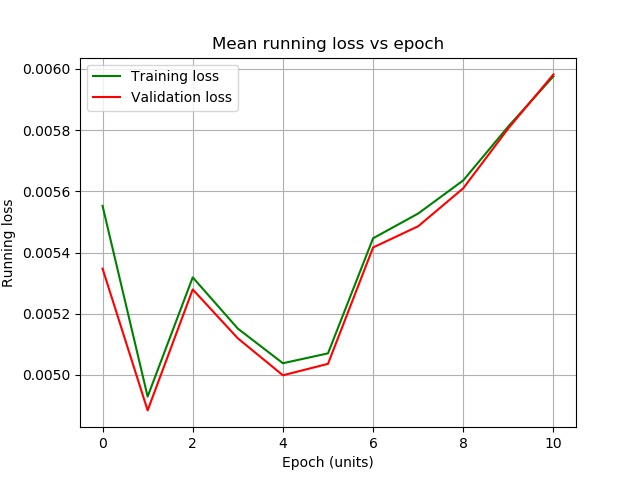 Mean running loss vs epoch
Training loss
Validation loss
0.0060
0.0058
0.0056
0.0054
0.0052
0.0050
Running loss
0 2 4 6 8 10
Epoch (units)